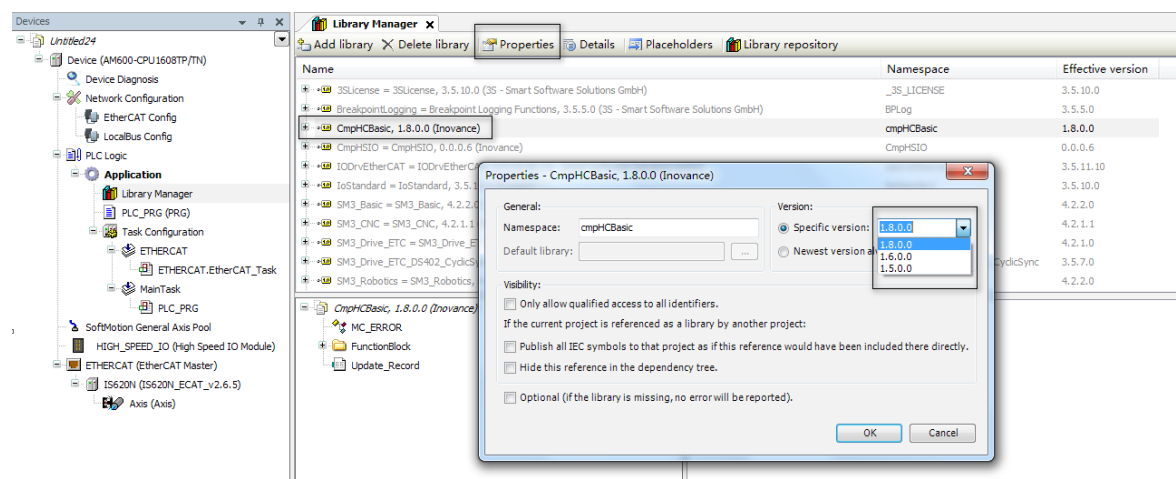 Devices
Untitled24
Device (AM600-CPU1608TP/TN)
Device Diagnosis
Network Configuration
EtherCAT Config
LocalBus Config
PLC Logic
Application
Library Manager
PLC_PRG (PRG)
Task Configuration
ETHERCAT
ETHERCAT.EtherCAT_Task
MainTask
PLC_PRG
SoftMotion General Axis Pool
HIGH_SPEED_IO (High Speed IO Module)
ETHERCAT (EtherCAT Master)
IS620N (IS620N_ECAT_v2.6.5)
Axis (Axis)
Library Manager
Add library Delete library Properties Details Placeholders Library repository
Name Namespace Effective version
3SLicense = 3SLicense, 3.5.10.0 (3S - Smart Software Solutions GmbH) _3S_LICENSE 3.5.10.0
BreakpointLogging = Breakpoint Logging Functions, 3.5.5.0 (3S - Smart Software Solutions GmbH) BPLog 3.5.5.0
CmpHCBasic, 1.8.0.0 (Inovance) cmpHCBasic 1.8.0.0
CmpHSIO = CmpHSIO, 0.0.0.6 (Inovance) CmpHSIO 0.0.0.6
IODrvEtherCAT = IODrvEtherCA 3.5.11.10
IoStandard = IoStandard, 3.5.1 3.5.10.0
SM3_Basic = SM3_Basic, 4.2.2.0 4.2.2.0
SM3_CNC = SM3_CNC, 4.2.1.1 4.2.1.1
SM3_Drive_ETC = SM3_Drive_E 4.2.1.0
SM3_Drive_ETC_DS402_CyclicSy CyclicSync 3.5.7.0
SM3_Robotics = SM3_Robotics, 4.2.2.0
CmpHCBasic, 1.8.0.0 (Inovance)
MC_ERROR
FunctionBlock
Update_Record
Properties - CmpHCBasic, 1.8.0.0 (Inovance)
General:
Namespace: cmpHCBasic
Default library: ...
Version:
Specific version: 1.8.0.0
1.8.0.0
1.6.0.0
1.5.0.0
Newest version al
Visibility:
Only allow qualified access to all identifiers.
If the current project is referenced as a library by another project:
Publish all IEC symbols to that project as if this reference would have been included there directly.
Hide this reference in the dependency tree.
Optional (if the library is missing, no error will be reported).
OK Cancel